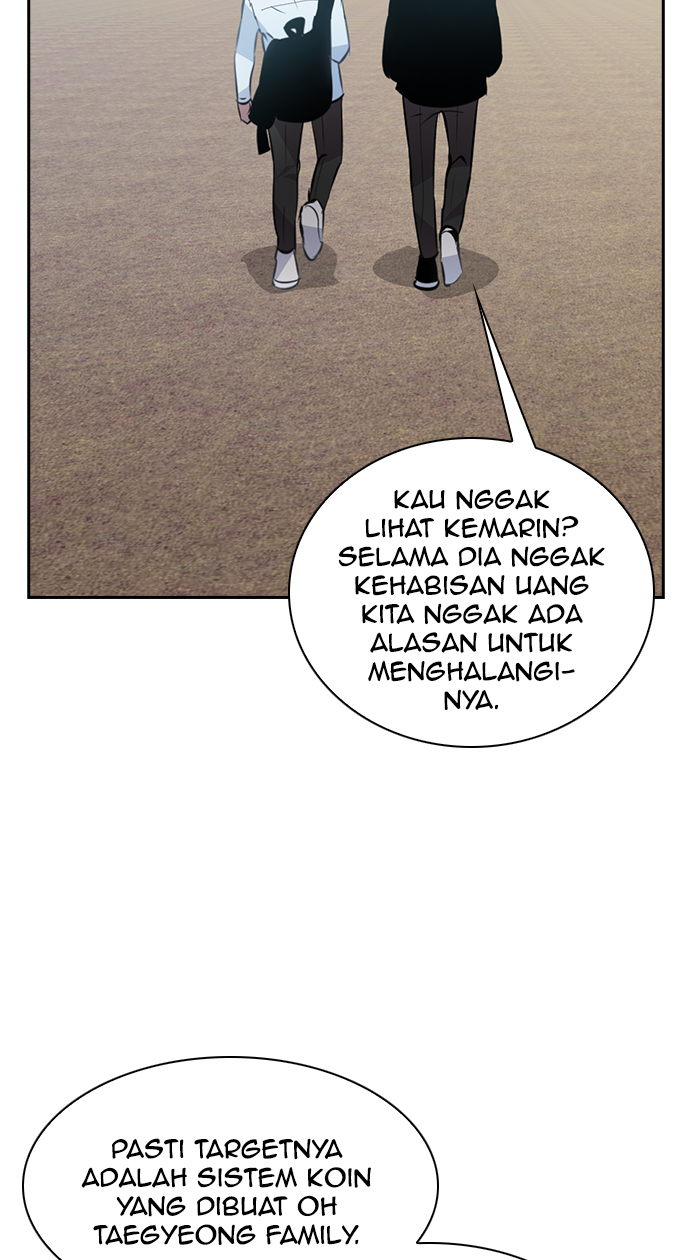 KAU NGGAK
LIHAT KEMARIN?
SELAMA DIA NGGAK
KEHABISAN UANG
KITA NGGAK ADA
ALASAN UNTUK
MENGHALANGI-
NYA.
PASTI TARGETNYA
ADALAH SISTEM KOIN
YANG DIBUAT OH
TAEGYEONG FAMILY.